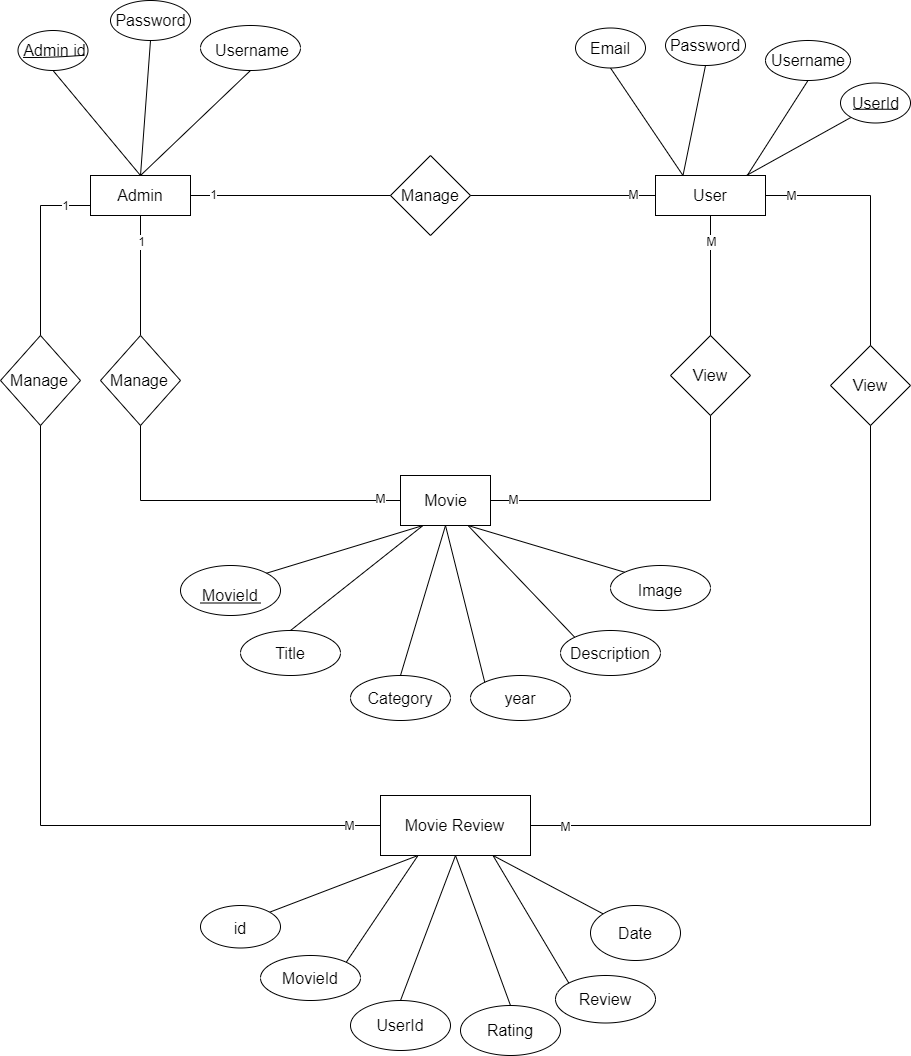 Password
Admin id
Username
Email
Password
Username
UserId
Admin
1
Manage
M
User
M
1
1
M
Manage
Manage
View
View
M
Movie
M
MovieId
Image
Title
Description
Category
year
M
Movie Review
M
id
Date
MovieId
Review
UserId
Rating